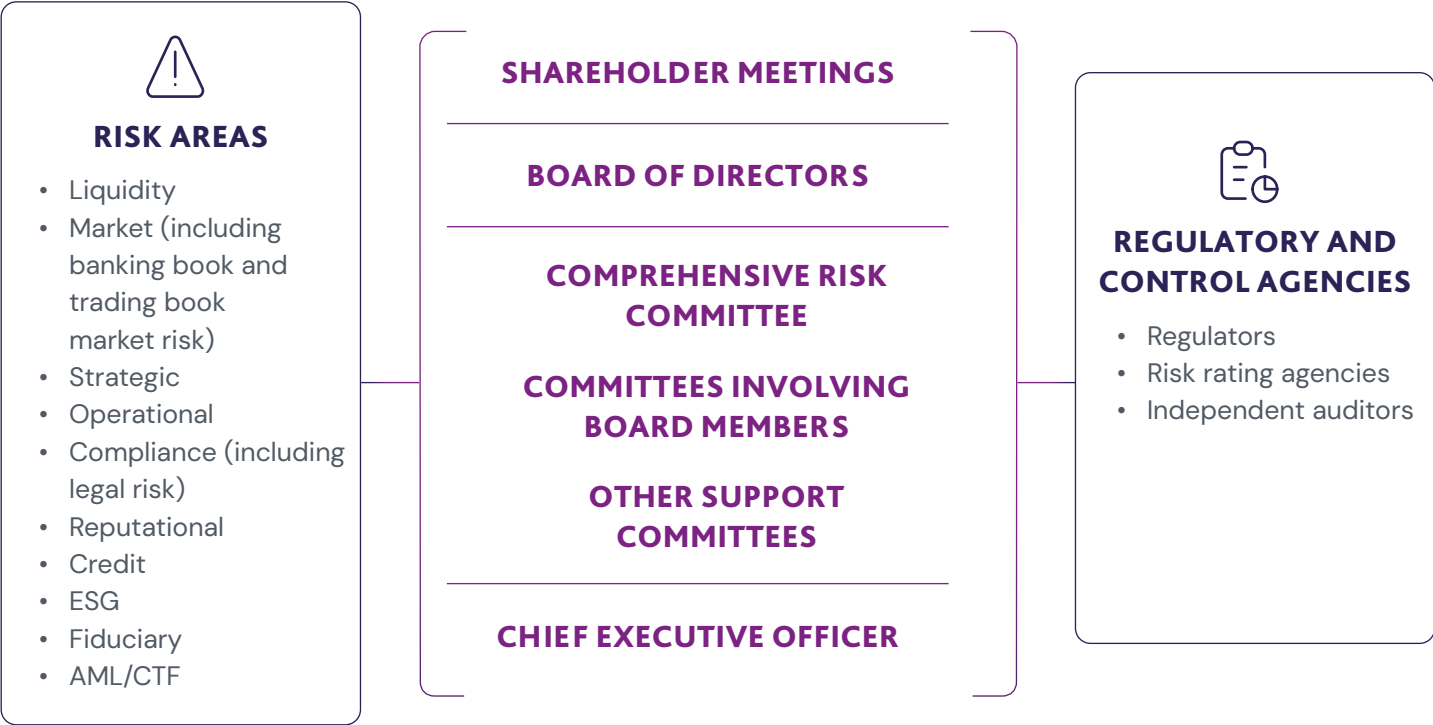 RISK AREAS
• Liquidity
• Market (including
banking book and
trading book
market risk)
• Strategic
• Operational
• Compliance (including
legal risk)
• Reputational
• Credit
• ESG
• Fiduciary
• AML/CTF
SHAREHOLDER MEETINGS
BOARD OF DIRECTORS
COMPREHENSIVE RISK
COMMITTEE
COMMITTEES INVOLVING
BOARD MEMBERS
OTHER SUPPORT
COMMITTEES
CHIEF EXECUTIVE OFFICER
REGULATORY AND
CONTROL AGENCIES
• Regulators
• Risk rating agencies
• Independent auditors